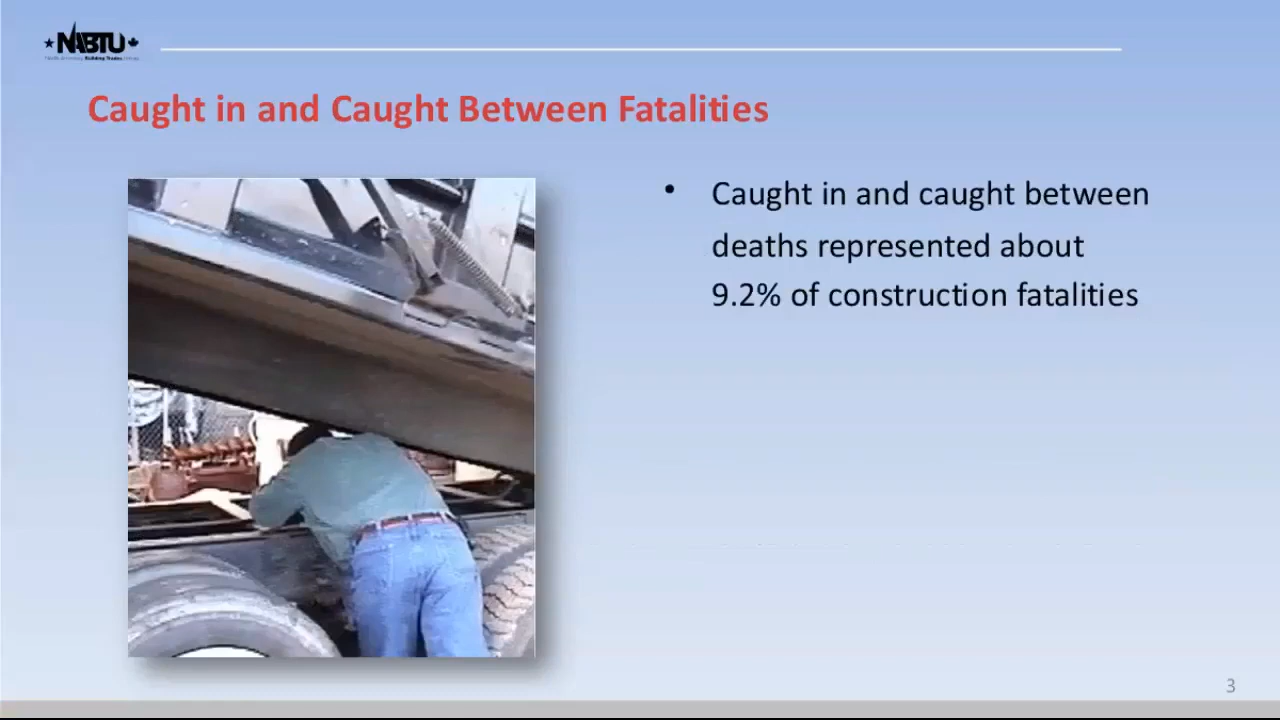 NABTU
Caught in and Caught Between Fatalities
• Caught in and caught between
deaths represented about
9.2% of construction fatalities
3